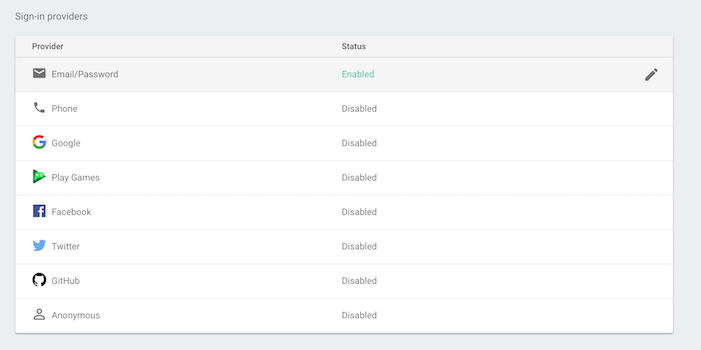 Sign-in providers
Provider Status
Email/Password Enabled
Phone Disabled
Google Disabled
Play Games Disabled
Facebook Disabled
Twitter Disabled
GitHub Disabled
Anonymous Disabled